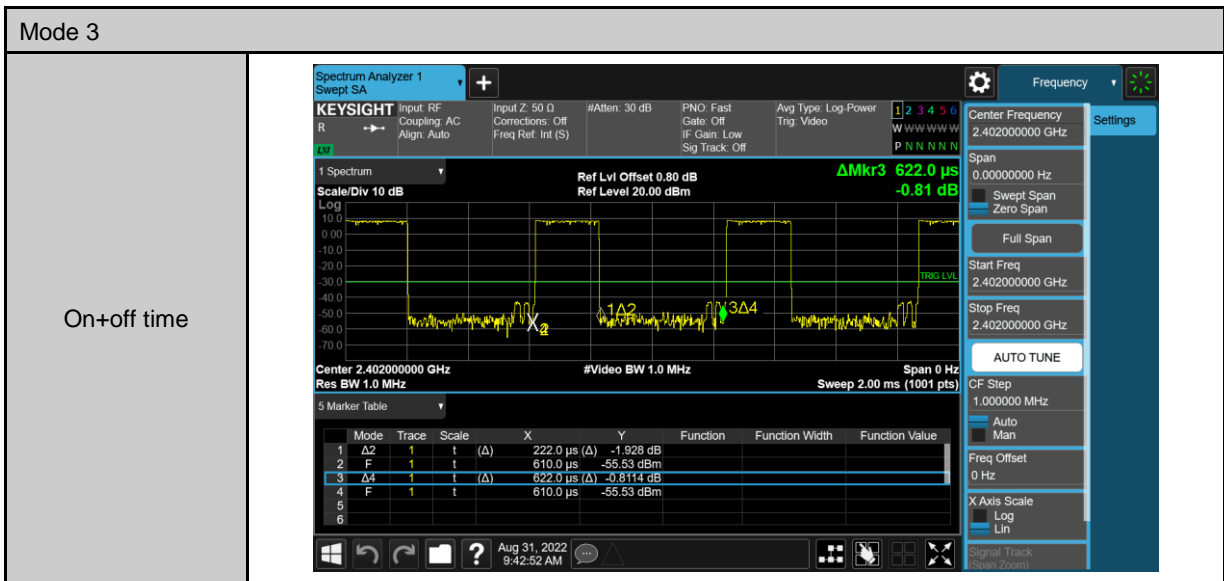 Mode 3
On+off time
Spectrum Analyzer 1
Swept SA
+
Frequency
KEYSIGHT
R
LXI
Input: RF
Coupling: AC
Align: Auto
Input Z: 50 Ω
Corrections: Off
Freq Ref: Int (S)
#Atten: 30 dB
PNO: Fast
Gate: Off
IF Gain: Low
Sig Track: Off
Avg Type: Log-Power
Trig: Video
1 2 3 4 5 6
W W W W W W
P N N N N N
1 Spectrum
Scale/Div 10 dB
Log
Ref Lvl Offset 0.80 dB
Ref Level 20.00 dBm
ΔMkr3 622.0 µs
-0.81 dB
10.0
0.00
-10.0
-20.0
-30.0
-40.0
-50.0
-60.0
-70.0
TRIG LVL
1Δ2
3Δ4
Center 2.402000000 GHz
Res BW 1.0 MHz
#Video BW 1.0 MHz
Span 0 Hz
Sweep 2.00 ms (1001 pts)
5 Marker Table
Mode Trace Scale X Y Function Function Width Function Value
1 Δ2 1 t (Δ) 222.0 µs (Δ) -1.928 dB
2 F 1 t 610.0 µs -55.53 dBm
3 Δ4 1 t (Δ) 622.0 µs (Δ) -0.8114 dB
4 F 1 t 610.0 µs -55.53 dBm
5
6
?
Aug 31, 2022
9:42:52 AM
Center Frequency
2.402000000 GHz
Settings
Span
0.00000000 Hz
Swept Span
Zero Span
Full Span
Start Freq
2.402000000 GHz
Stop Freq
2.402000000 GHz
AUTO TUNE
CF Step
1.000000 MHz
Auto
Man
Freq Offset
0 Hz
X Axis Scale
Log
Lin
Signal Track
(Span Zoom)